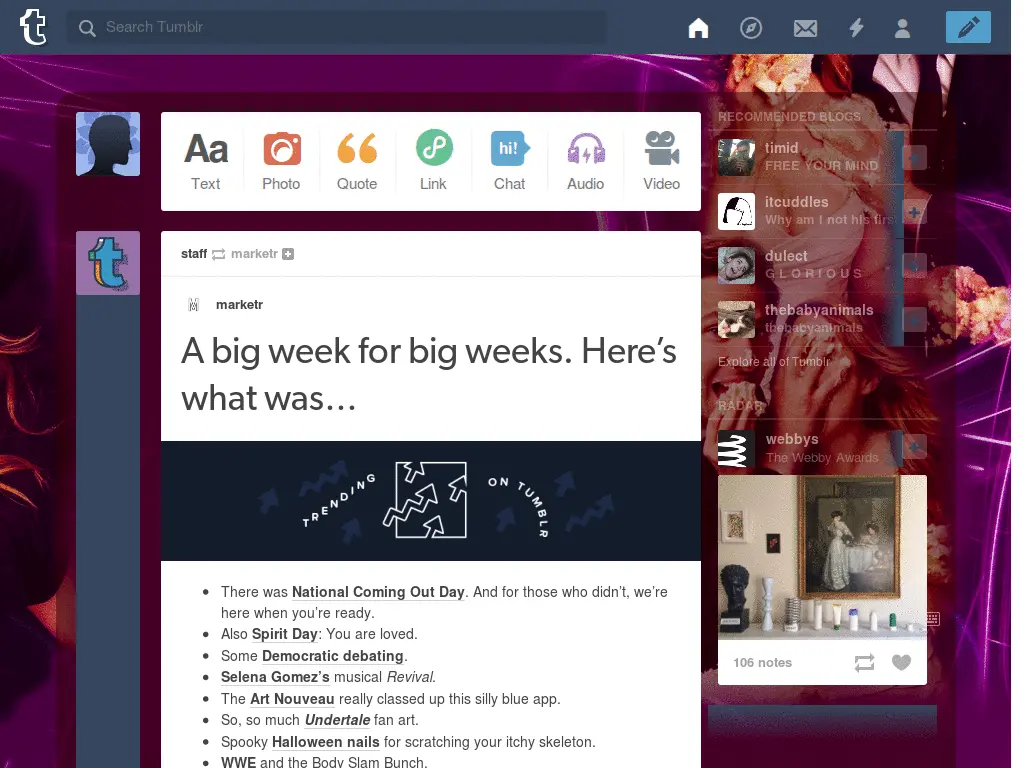 Search Tumblr
Aa
hi!
Text
Photo
Quote
Link
Chat
Audio
Video
staff marketr
marketr
A big week for big weeks. Here's
what was…
TRENDING
ON TUMBLR
There was National Coming Out Day. And for those who didn't, we're
here when you're ready.
Also Spirit Day: You are loved.
Some Democratic debating.
Selena Gomez's musical Revival.
The Art Nouveau really classed up this silly blue app.
So, so much Undertale fan art.
Spooky Halloween nails for scratching your itchy skeleton.
WWE and the Body Slam Bunch.
RECOMMENDED BLOGS
timid
FREE YOUR MIND
itcuddles
Why am I not his firs
dulect
G L O R I O U S
thebabyanimals
thebabyanimals
Explore all of Tumblr
RADAR
webbys
The Webby Awards
106 notes